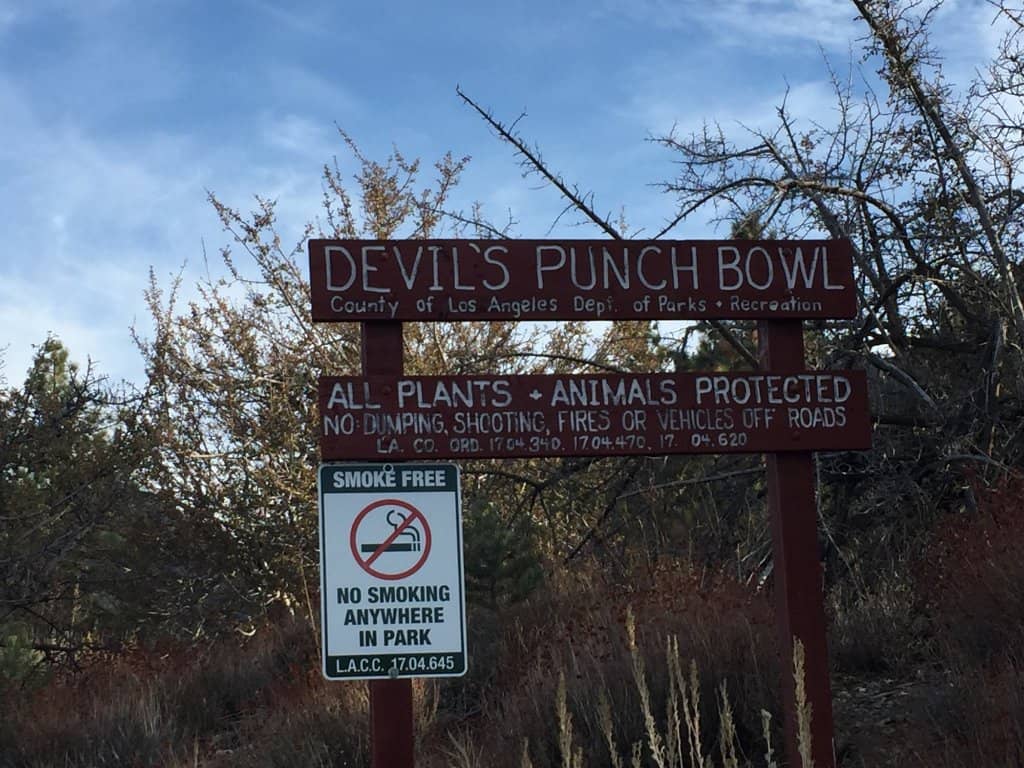 DEVIL'S PUNCH BOWL
County of Los Angeles Dept. of Parks + Recreation
ALL PLANTS + ANIMALS PROTECTED
NO: DUMPING, SHOOTING, FIRES OR VEHICLES OFF ROADS
L.A. CO. ORD. 17.04.340, 17.04.470, 17. 04.620
SMOKE FREE
NO SMOKING
ANYWHERE
IN PARK
L.A.C.C. 17.04.645